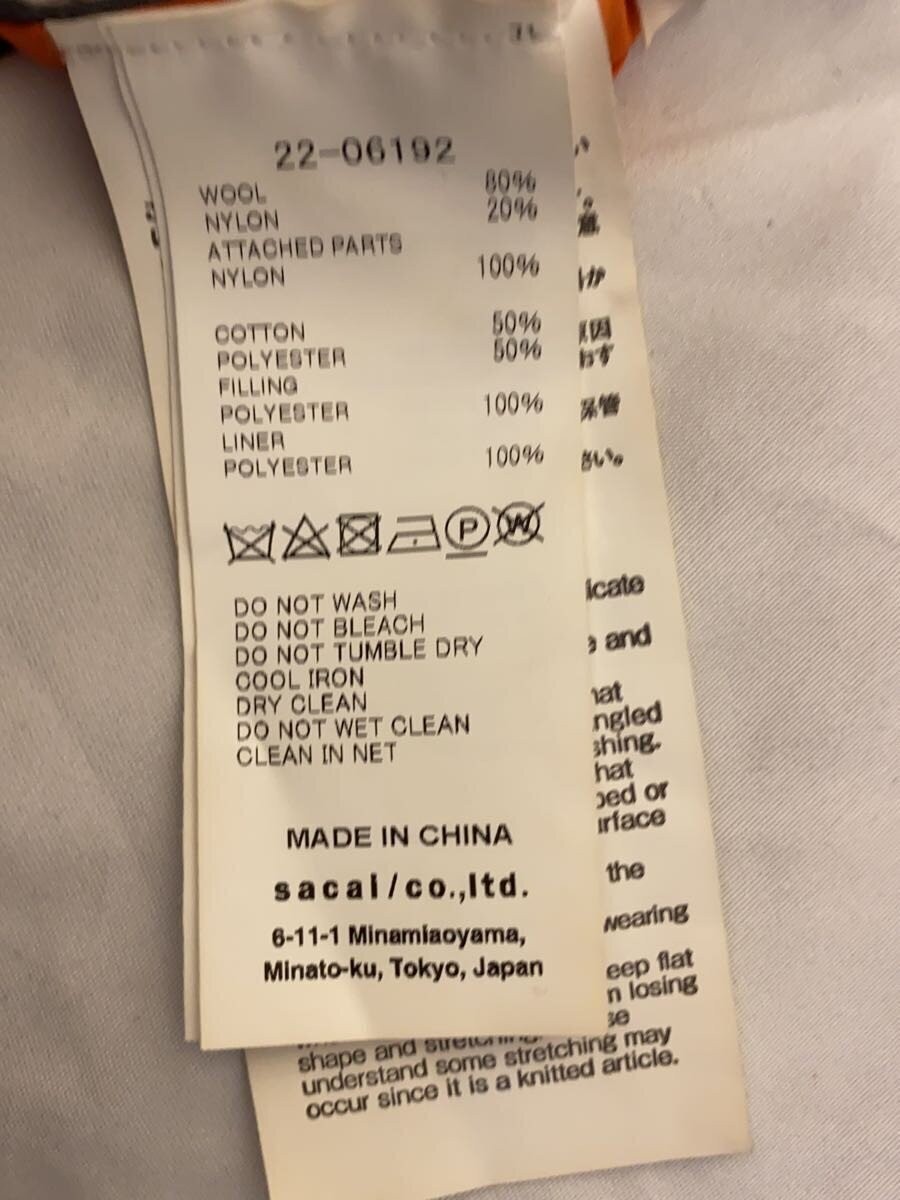 22-06192
WOOL 80%
NYLON 20%
ATTACHED PARTS
NYLON 100%
COTTON 50%
POLYESTER 50%
FILLING
POLYESTER 100%
LINER
POLYESTER 100%
P W
DO NOT WASH
DO NOT BLEACH
DO NOT TUMBLE DRY
COOL IRON
DRY CLEAN
DO NOT WET CLEAN
CLEAN IN NET
MADE IN CHINA
sacai/co.,ltd.
6-11-1 Minamiaoyama,
Minato-ku, Tokyo, Japan
icate
and
hat
ngled
shing.
hat
ped or
urface
the
wearing
eep flat
n losing
se
shape and
understand some stretching may
occur since it is a knitted article.